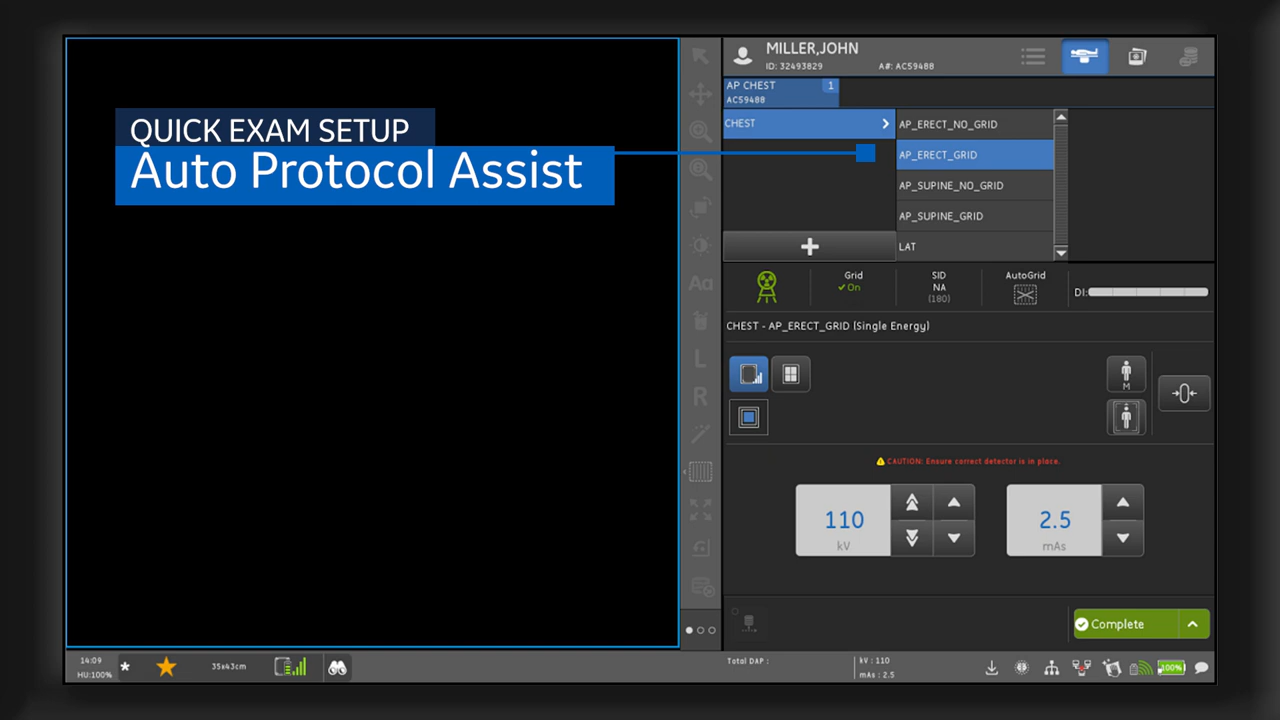 QUICK EXAM SETUP
Auto Protocol Assist
MILLER,JOHN
ID: 32493829 A#: AC59488
AP CHEST 1
AC59488
CHEST
AP_ERECT_NO_GRID
AP_ERECT_GRID
AP_SUPINE_NO_GRID
AP_SUPINE_GRID
LAT
Grid
On
SID
NA
(180)
AutoGrid
DI:
CHEST - AP_ERECT_GRID (Single Energy)
M
CAUTION: Ensure correct detector is in place.
110
kV
2.5
mAs
Aa
L
R
Complete
14:09
HU:100%
35x43cm
Total DAP :
kV : 110
mAs : 2.5
100%